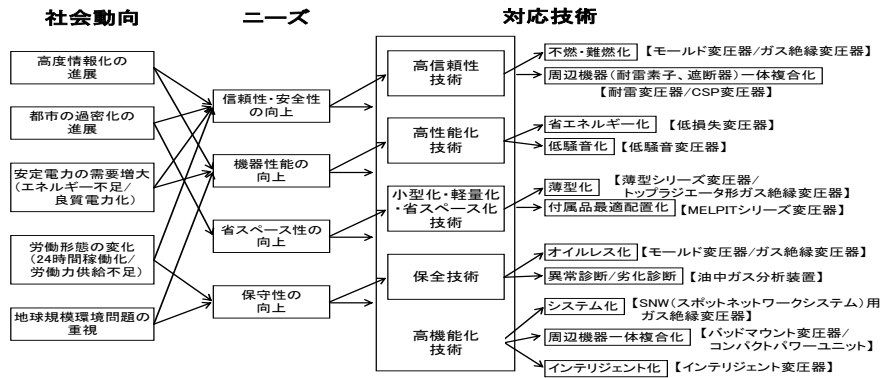 社会動向
ニーズ
対応技術
高度情報化の
進展
都市の過密化の
進展
安定電力の需要増大
(エネルギー不足/
良質電力化)
労働形態の変化
(24時間稼働化/
労働力供給不足)
地球規模環境問題の
重視
信頼性・安全性
の向上
機器性能の
向上
省スペース性の
向上
保守性の
向上
高信頼性
技術
高性能化
技術
小型化・軽量化
・省スペース化
技術
保全技術
高機能化
技術
不燃・難燃化【モールド変圧器/ガス絶縁変圧器】
周辺機器(耐雷素子、遮断器)一体複合化
【耐雷変圧器/CSP変圧器】
省エネルギー化【低損失変圧器】
低騒音化【低騒音変圧器】
薄型化【薄型シリーズ変圧器/
トップラジエータ形ガス絶縁変圧器】
付属品最適配置化【MELPITシリーズ変圧器】
オイルレス化【モールド変圧器/ガス絶縁変圧器】
異常診断/劣化診断【油中ガス分析装置】
システム化【SNW(スポットネットワークシステム)用
ガス絶縁変圧器】
周辺機器一体複合化【パッドマウント変圧器/
コンパクトパワーユニット】
インテリジェント化【インテリジェント変圧器】